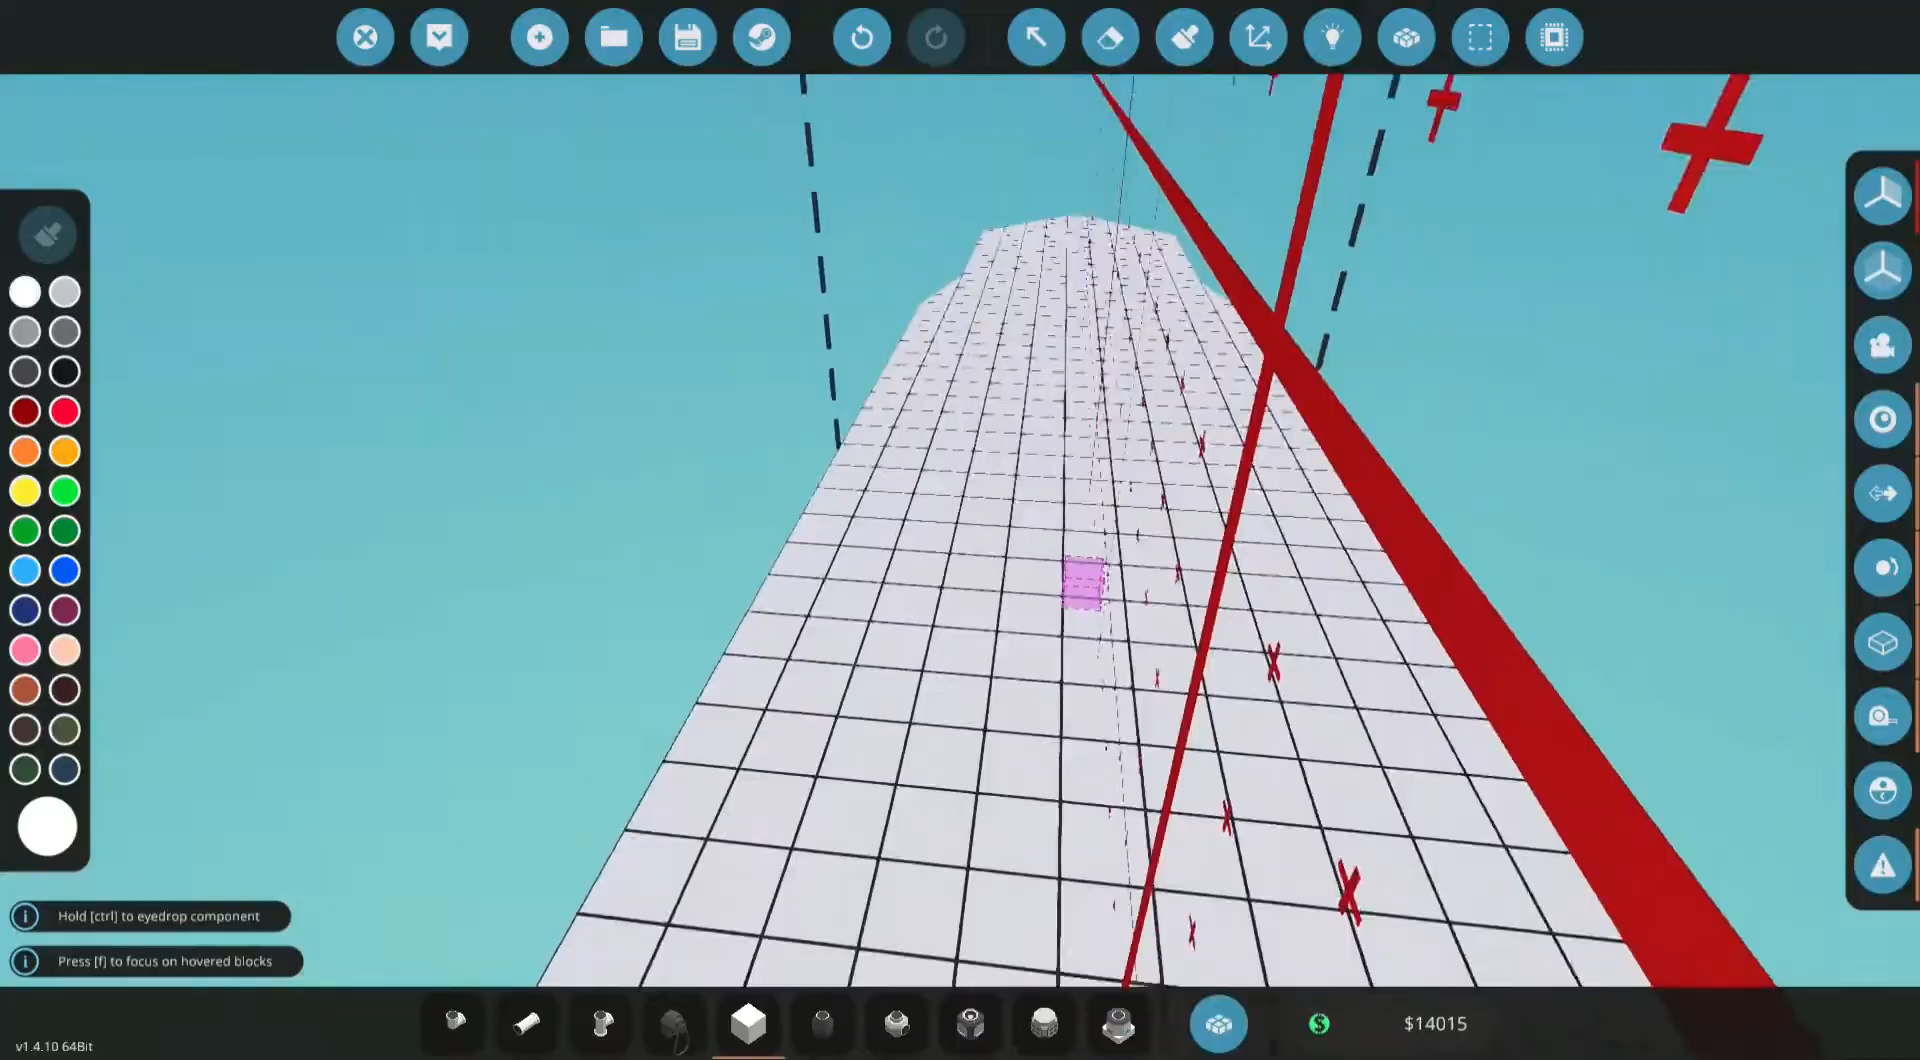 Hold [ctrl] to eyedrop component
Press [f] to focus on hovered blocks
$14015
v1.4.10 64Bit